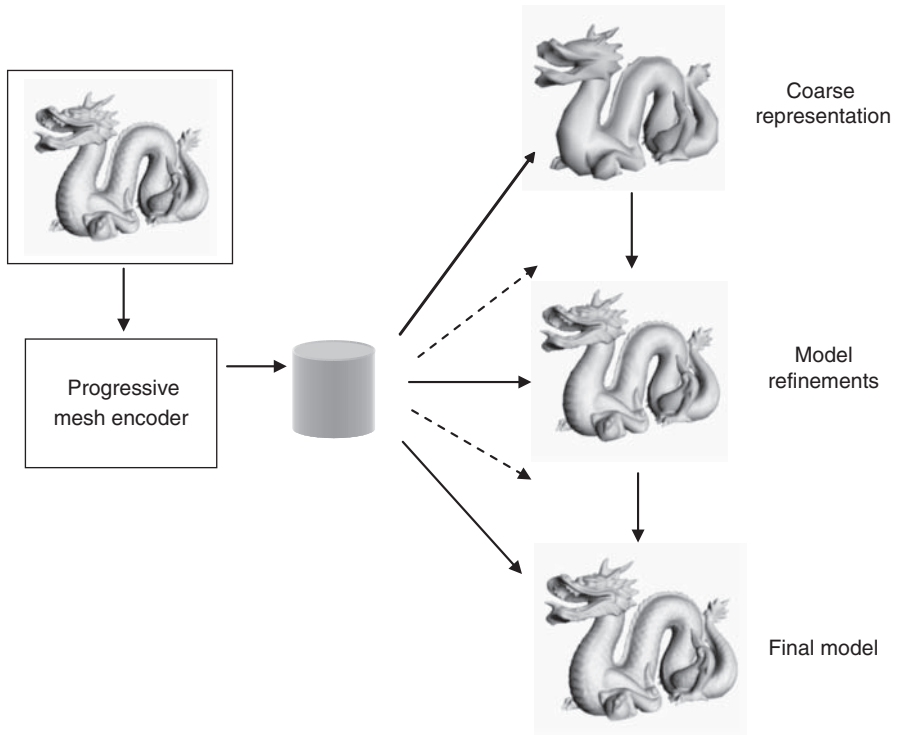 Coarse
representation
Progressive
mesh encoder
Model
refinements
Final model